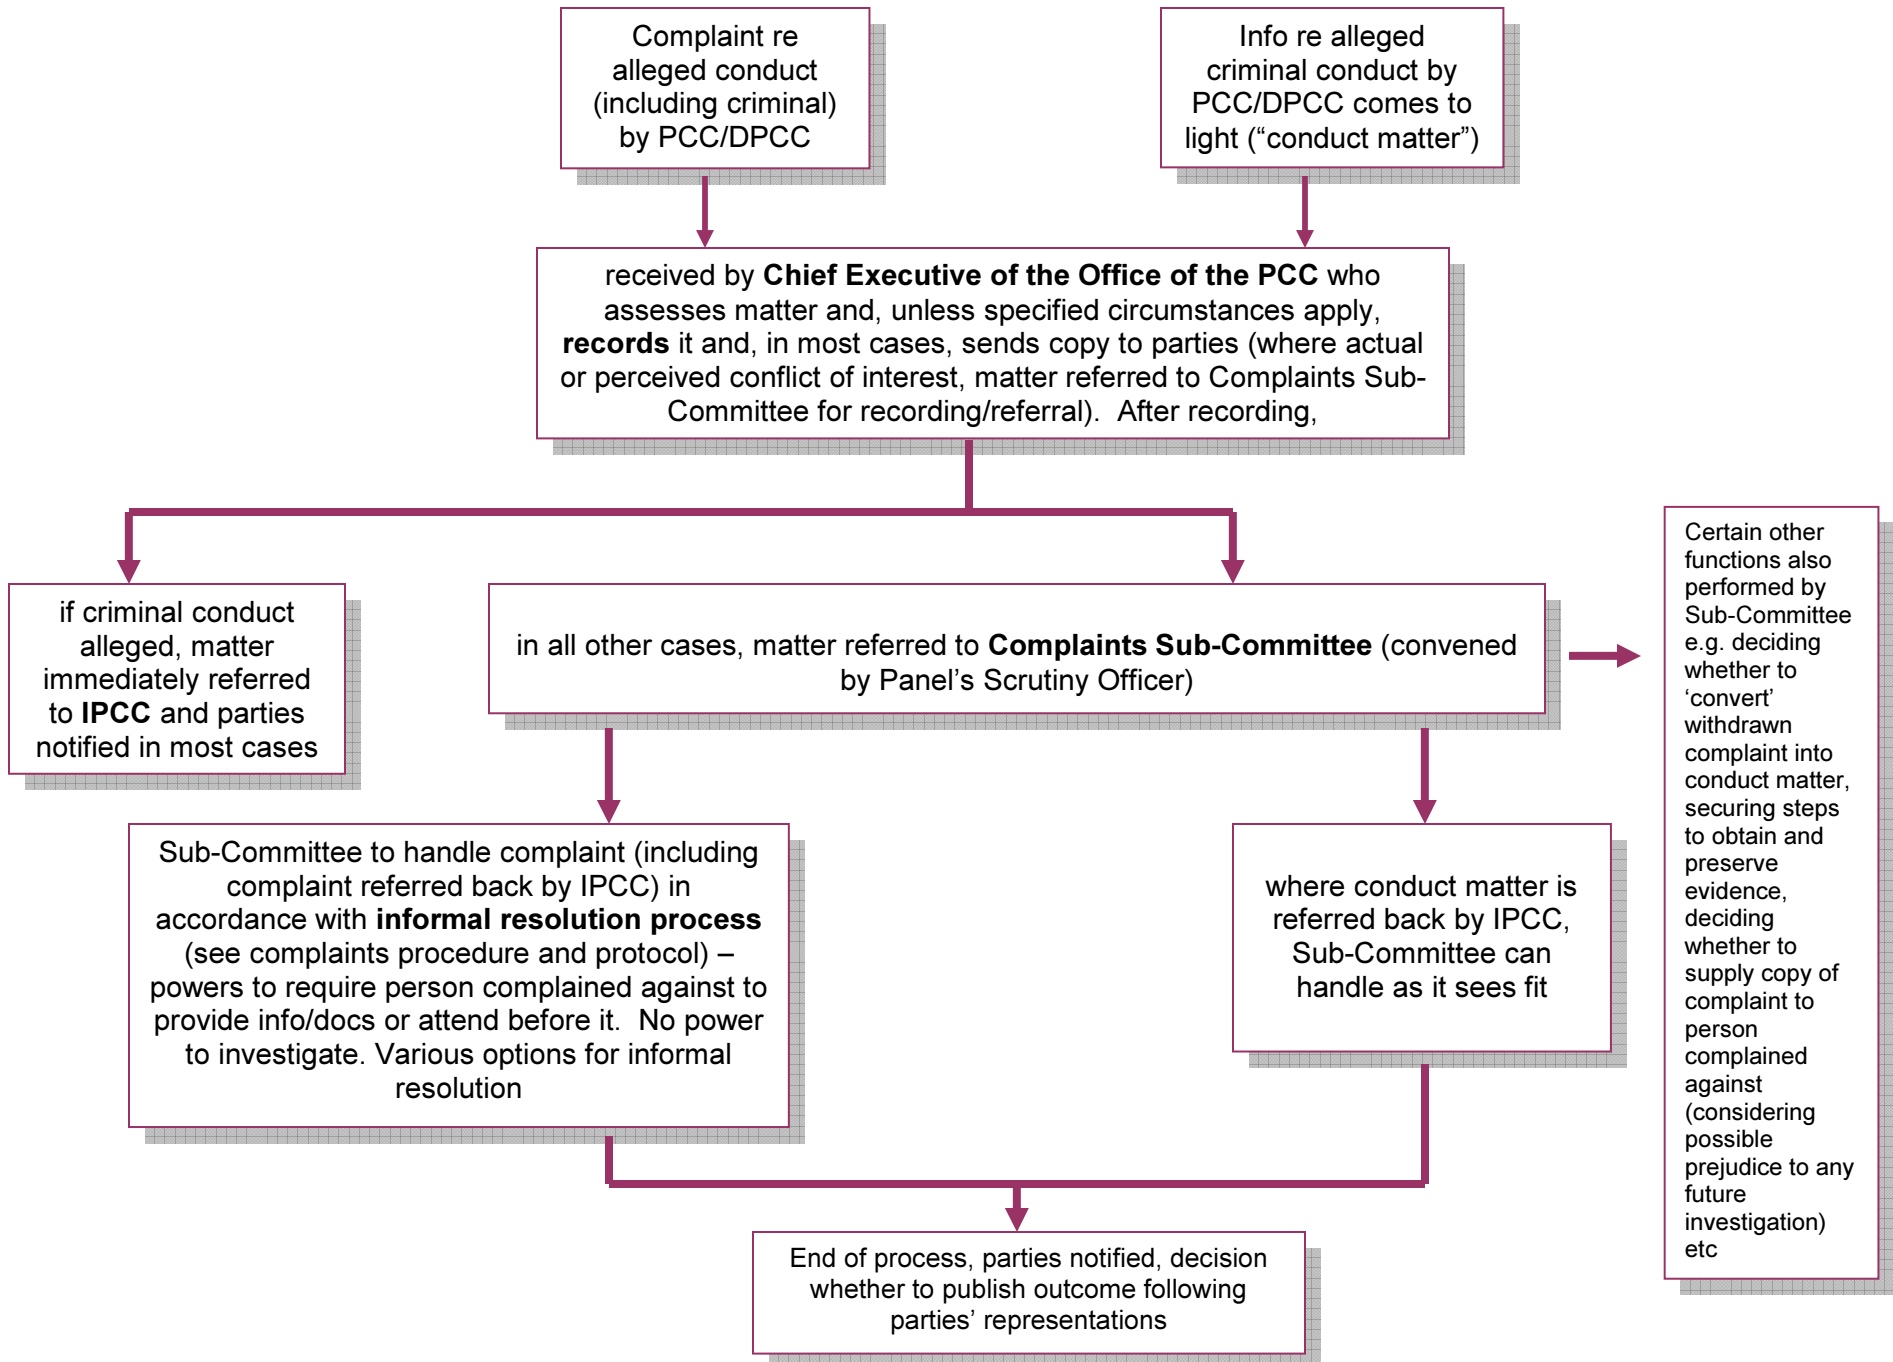 Complaint re
alleged conduct
(including criminal)
by PCC/DPCC
Info re alleged
criminal conduct by
PCC/DPCC comes to
light (“conduct matter”)
received by Chief Executive of the Office of the PCC who
assesses matter and, unless specified circumstances apply,
records it and, in most cases, sends copy to parties (where actual
or perceived conflict of interest, matter referred to Complaints Sub-
Committee for recording/referral).  After recording,
if criminal conduct
alleged, matter
immediately referred
to IPCC and parties
notified in most cases
in all other cases, matter referred to Complaints Sub-Committee (convened
by Panel’s Scrutiny Officer)
Certain other
functions also
performed by
Sub-Committee
e.g. deciding
whether to
‘convert’
withdrawn
complaint into
conduct matter,
securing steps
to obtain and
preserve
evidence,
deciding
whether to
supply copy of
complaint to
person
complained
against
(considering
possible
prejudice to any
future
investigation)
etc
Sub-Committee to handle complaint (including
complaint referred back by IPCC) in
accordance with informal resolution process
(see complaints procedure and protocol) –
powers to require person complained against to
provide info/docs or attend before it.  No power
to investigate. Various options for informal
resolution
where conduct matter is
referred back by IPCC,
Sub-Committee can
handle as it sees fit
End of process, parties notified, decision
whether to publish outcome following
parties’ representations